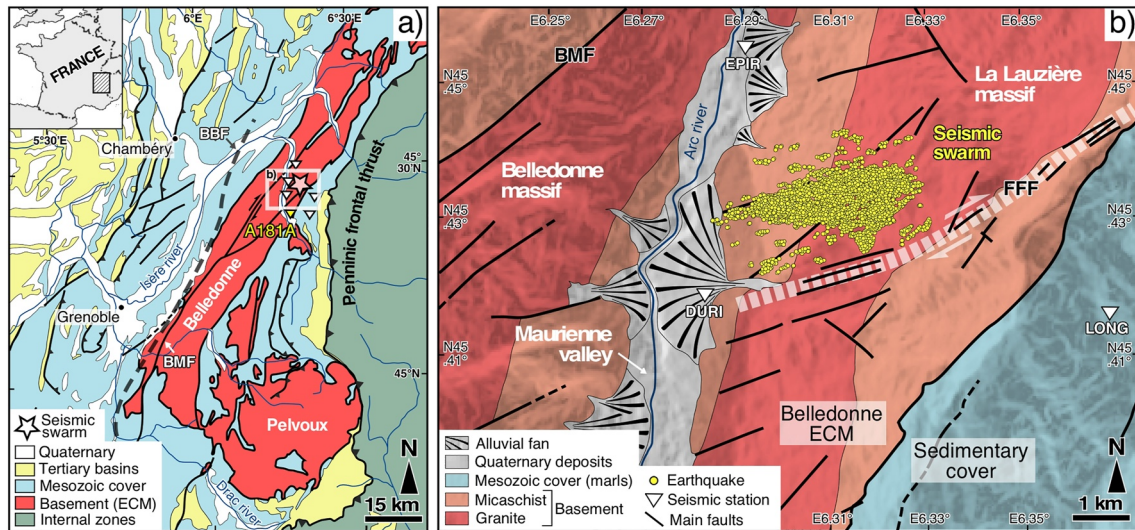 6°E
6°30'E
a)
FRANCE
5°30'E
Chambéry
BBF
45°
30'N
b)
A181A
Isère river
Belledonne
Penninic frontal thrust
Grenoble
BMF
45°N
Pelvoux
Drac river
Seismic
swarm
Quaternary
Tertiary basins
Mesozoic cover
Basement (ECM)
Internal zones
N
15 km
E6.25°
E6.27°
E6.29°
E6.31°
E6.33°
E6.35°
b)
BMF
EPIR
N45
.45°
N45
.45°
La Lauzière
massif
Arc river
Seismic
swarm
Belledonne
massif
FFF
N45
.43°
N45
.43°
DURI
LONG
Maurienne
valley
N45
.41°
N45
.41°
Belledonne
ECM
Sedimentary
cover
Alluvial fan
Quaternary deposits
Mesozoic cover (marls)
Micaschist
Granite
Basement
Earthquake
Seismic station
Main faults
N
1 km
E6.31°
E6.33°
E6.35°